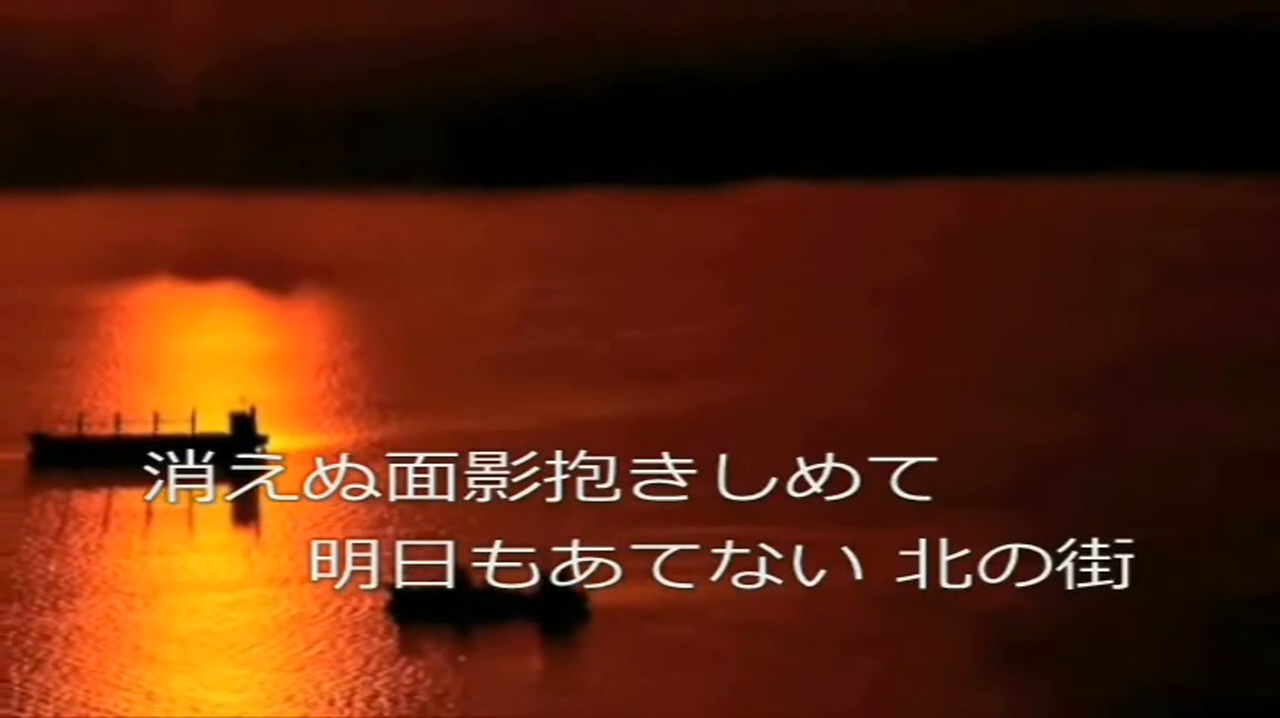 消えぬ面影抱きしめて
明日もあてない 北の街